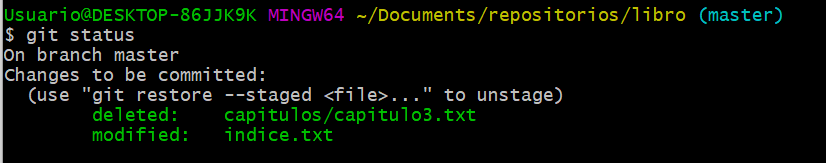 Usuario@DESKTOP-86JJK9K MINGW64 ~/Documents/repositorios/libro (master)
$ git status
On branch master
Changes to be committed:
  (use "git restore --staged <file>..." to unstage)
        deleted:    capitulos/capitulo3.txt
        modified:   indice.txt